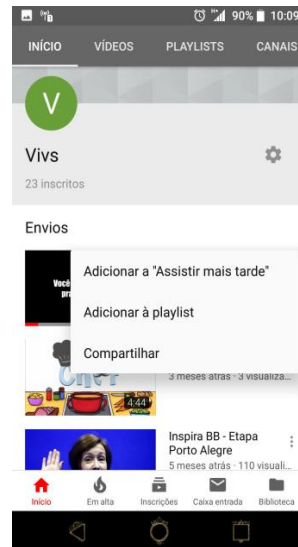 90% 10:09
INÍCIO VÍDEOS PLAYLISTS CANAIS
V
Vivs
23 inscritos
Envios
Você
Adicionar a "Assistir mais tarde"
Adicionar à playlist
Compartilhar
3 meses atrás · 3 visualiza...
4:44
Inspira BB - Etapa
Porto Alegre
5 meses atrás · 110 visuali...
Início Em alta Inscrições Caixa entrada Biblioteca